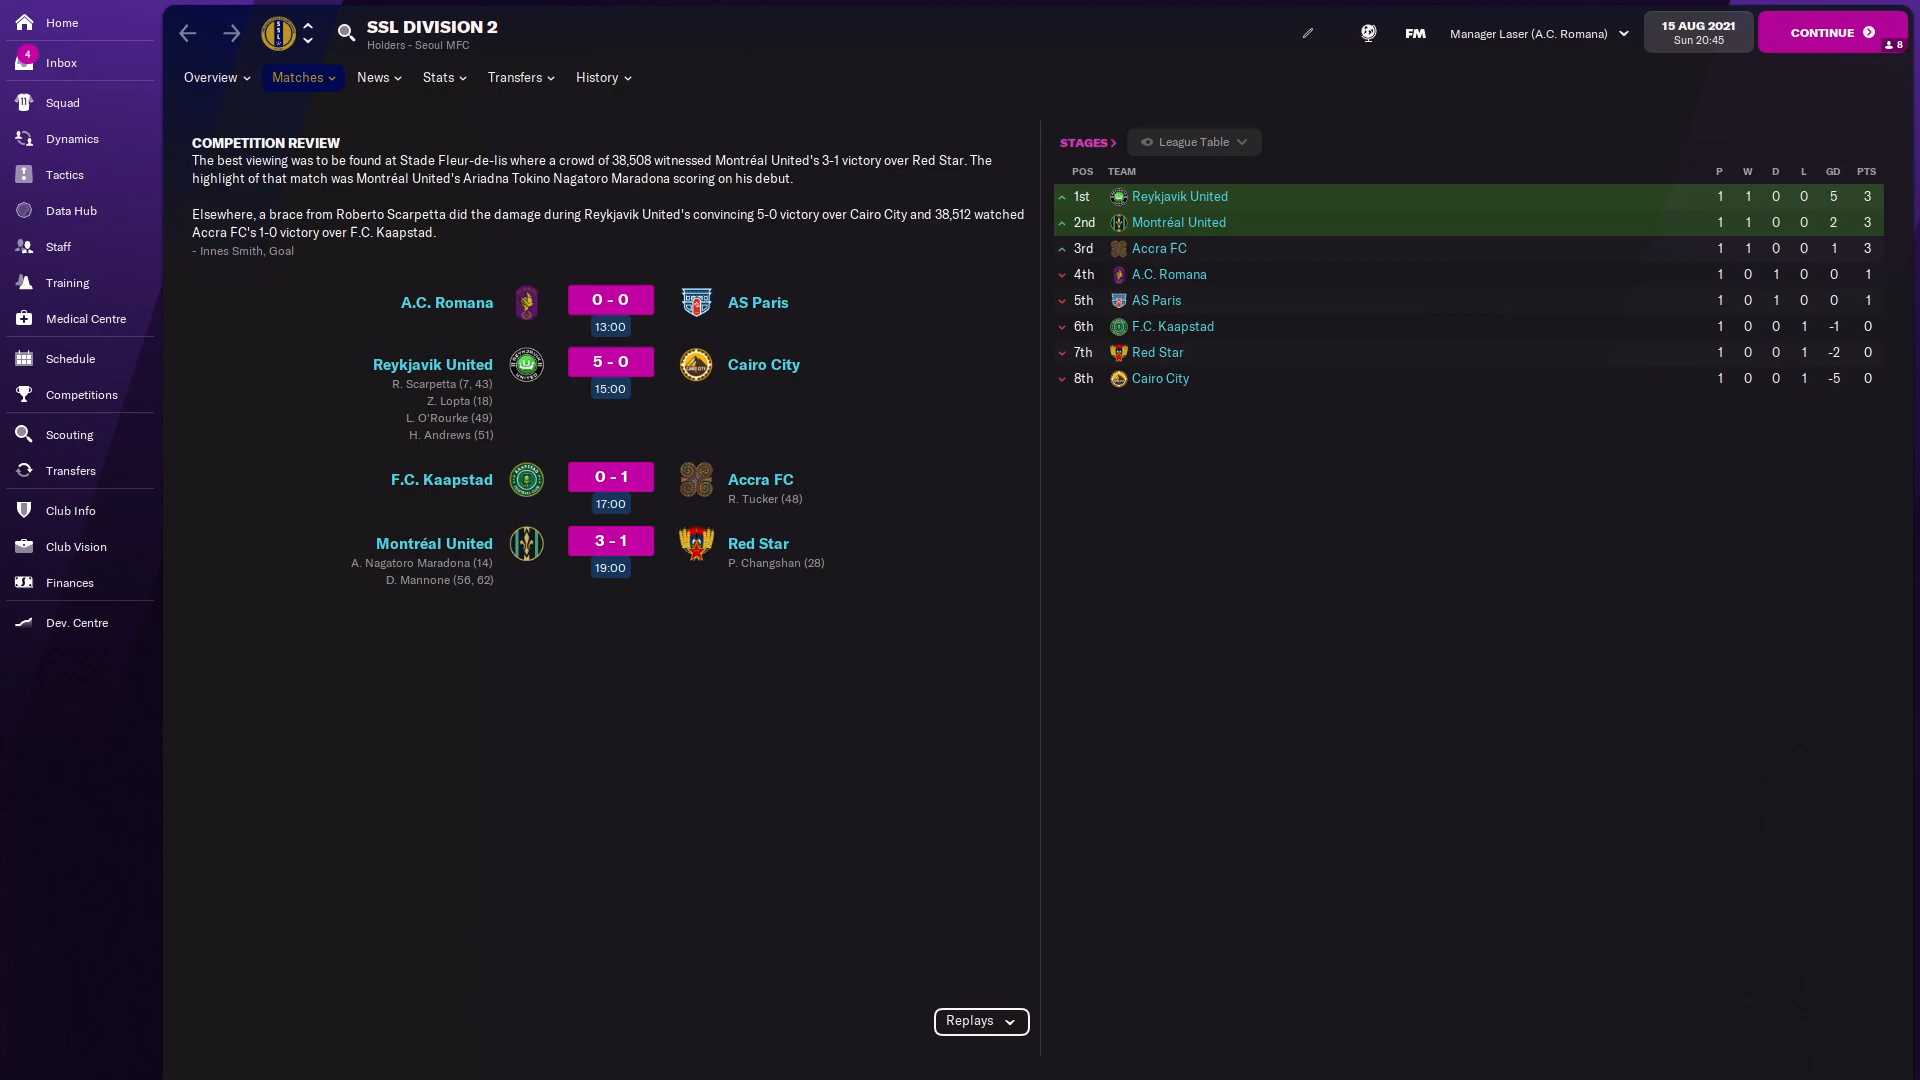 Home
4
Inbox
Squad
Dynamics
Tactics
Data Hub
Staff
Training
Medical Centre
Schedule
Competitions
Scouting
Transfers
Club Info
Club Vision
Finances
Dev. Centre
SSL DIVISION 2
Holders - Seoul MFC
FM
Manager Laser (A.C. Romana)
15 AUG 2021
Sun 20:45
CONTINUE
8
Overview
Matches
News
Stats
Transfers
History
COMPETITION REVIEW
The best viewing was to be found at Stade Fleur-de-lis where a crowd of 38,508 witnessed Montréal United's 3-1 victory over Red Star. The
highlight of that match was Montréal United's Ariadna Tokino Nagatoro Maradona scoring on his debut.
Elsewhere, a brace from Roberto Scarpetta did the damage during Reykjavik United's convincing 5-0 victory over Cairo City and 38,512 watched
Accra FC's 1-0 victory over F.C. Kaapstad.
- Innes Smith, Goal
A.C. Romana 0 - 0 AS Paris
13:00
Reykjavik United 5 - 0 Cairo City
R. Scarpetta (7, 43) 15:00
Z. Lopta (18)
L. O'Rourke (49)
H. Andrews (51)
F.C. Kaapstad 0 - 1 Accra FC
17:00 R. Tucker (48)
Montréal United 3 - 1 Red Star
A. Nagatoro Maradona (14) 19:00 P. Changshan (28)
D. Mannone (56, 62)
Replays
STAGES > League Table
POS TEAM P W D L GD PTS
1st Reykjavik United 1 1 0 0 5 3
2nd Montréal United 1 1 0 0 2 3
3rd Accra FC 1 1 0 0 1 3
4th A.C. Romana 1 0 1 0 0 1
5th AS Paris 1 0 1 0 0 1
6th F.C. Kaapstad 1 0 0 1 -1 0
7th Red Star 1 0 0 1 -2 0
8th Cairo City 1 0 0 1 -5 0